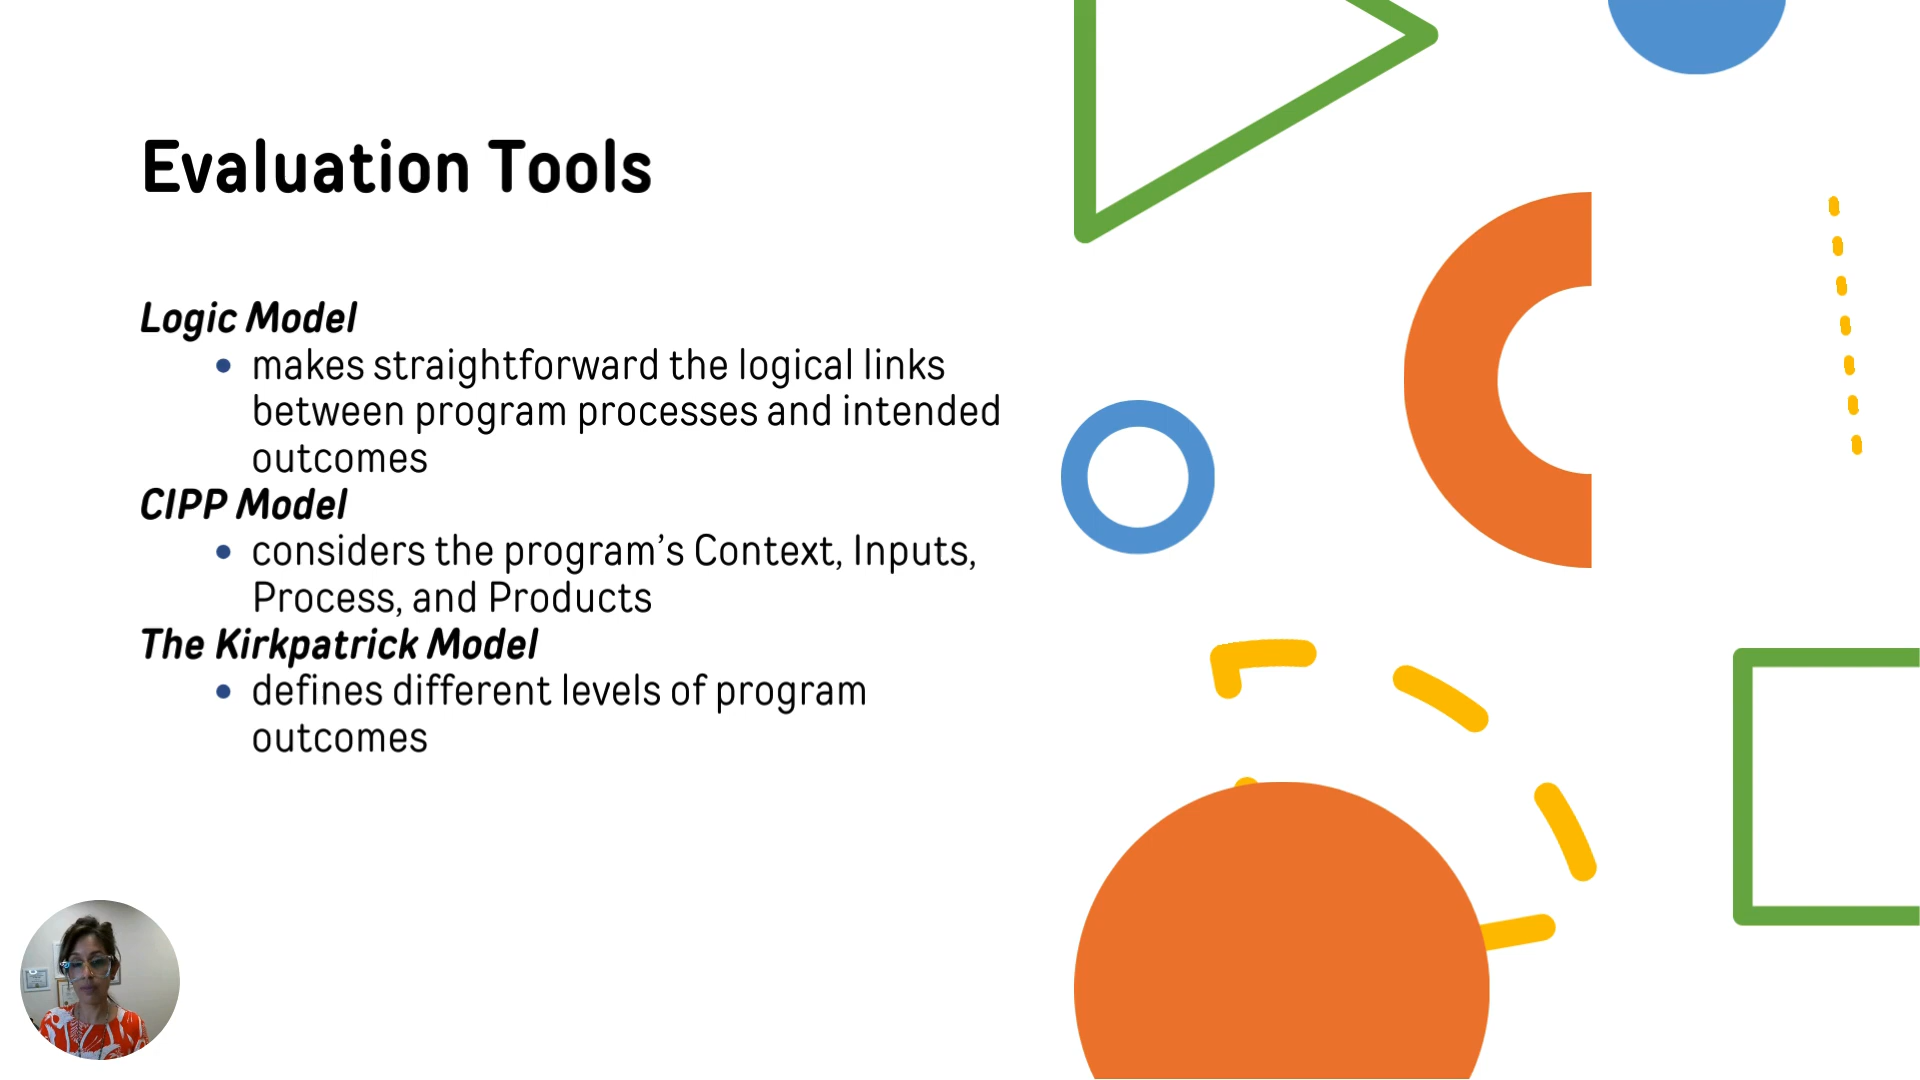 Evaluation Tools
Logic Model
• makes straightforward the logical links
between program processes and intended
outcomes
CIPP Model
• considers the program’s Context, Inputs,
Process, and Products
The Kirkpatrick Model
• defines different levels of program
outcomes